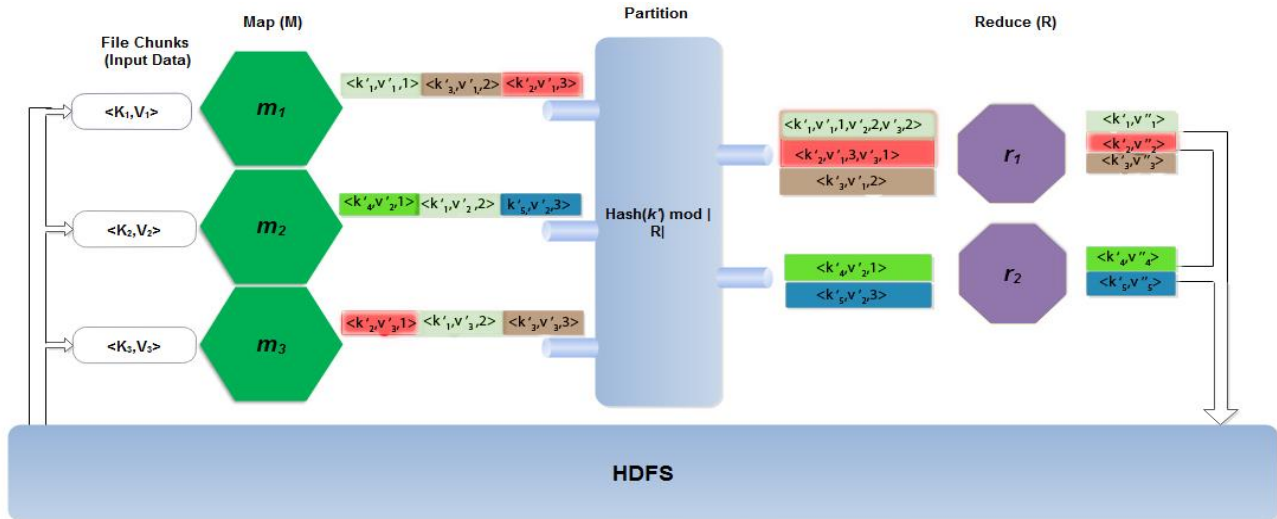 Map (M)
Partition
Reduce (R)
File Chunks
(Input Data)
<K₁,V₁>
m₁
<k′₁,v′₁,1>
<k′₃,v′₁,2>
<k′₂,v′₁,3>
<K₂,V₂>
m₂
<k′₄,v′₂,1>
<k′₁,v′₂,2>
k′₅,v′₂,3>
<K₃,V₃>
m₃
<k′₂,v′₃,1>
<k′₁,v′₃,2>
<k′₃,v′₃,3>
Hash(k′) mod |
R|
<k′₁,v′₁,1,v′₂,2,v′₃,2>
<k′₂,v′₁,3,v′₃,1>
<k′₃,v′₁,2>
r₁
<k′₁,v″₁>
<k′₂,v″₂>
<k′₃,v″₃>
<k′₄,v′₂,1>
<k′₅,v′₂,3>
r₂
<k′₄,v″₄>
<k′₅,v″₅>
HDFS